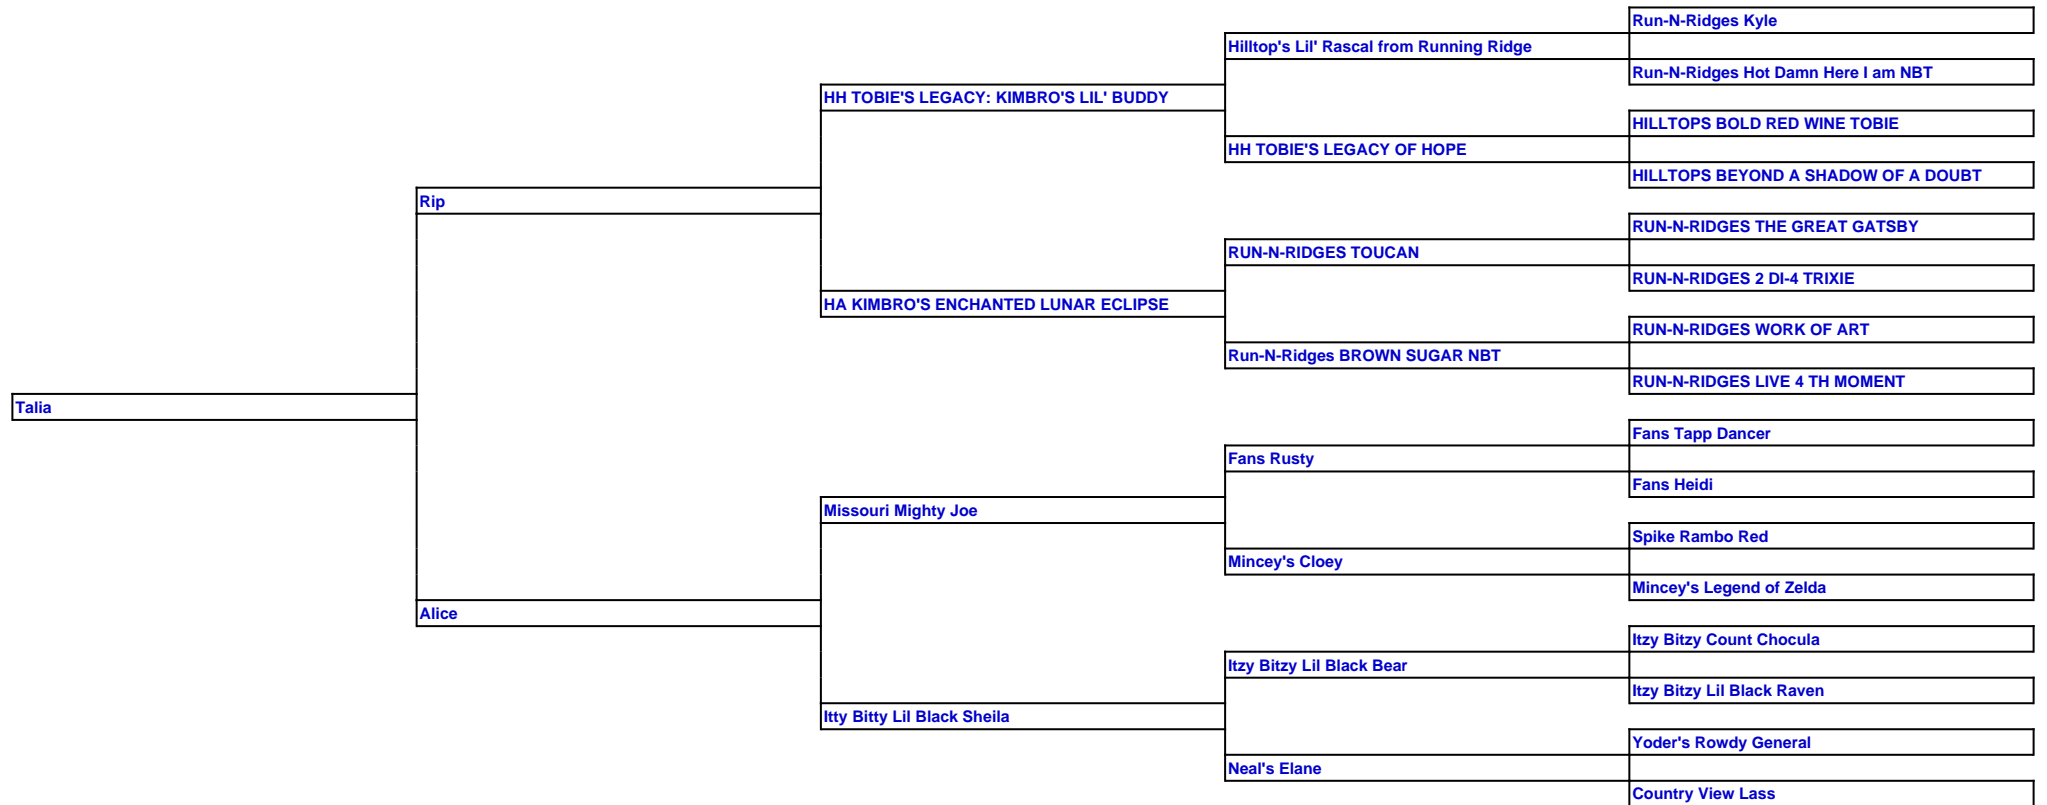 Run-N-Ridges Kyle
Hilltop's Lil' Rascal from Running Ridge
Run-N-Ridges Hot Damn Here I am NBT
HH TOBIE'S LEGACY: KIMBRO'S LIL' BUDDY
HILLTOPS BOLD RED WINE TOBIE
HH TOBIE'S LEGACY OF HOPE
HILLTOPS BEYOND A SHADOW OF A DOUBT
Rip
RUN-N-RIDGES THE GREAT GATSBY
RUN-N-RIDGES TOUCAN
RUN-N-RIDGES 2 DI-4 TRIXIE
HA KIMBRO'S ENCHANTED LUNAR ECLIPSE
RUN-N-RIDGES WORK OF ART
Run-N-Ridges BROWN SUGAR NBT
RUN-N-RIDGES LIVE 4 TH MOMENT
Talia
Fans Tapp Dancer
Fans Rusty
Fans Heidi
Missouri Mighty Joe
Spike Rambo Red
Mincey's Cloey
Mincey's Legend of Zelda
Alice
Itzy Bitzy Count Chocula
Itzy Bitzy Lil Black Bear
Itzy Bitzy Lil Black Raven
Itty Bitty Lil Black Sheila
Yoder's Rowdy General
Neal's Elane
Country View Lass